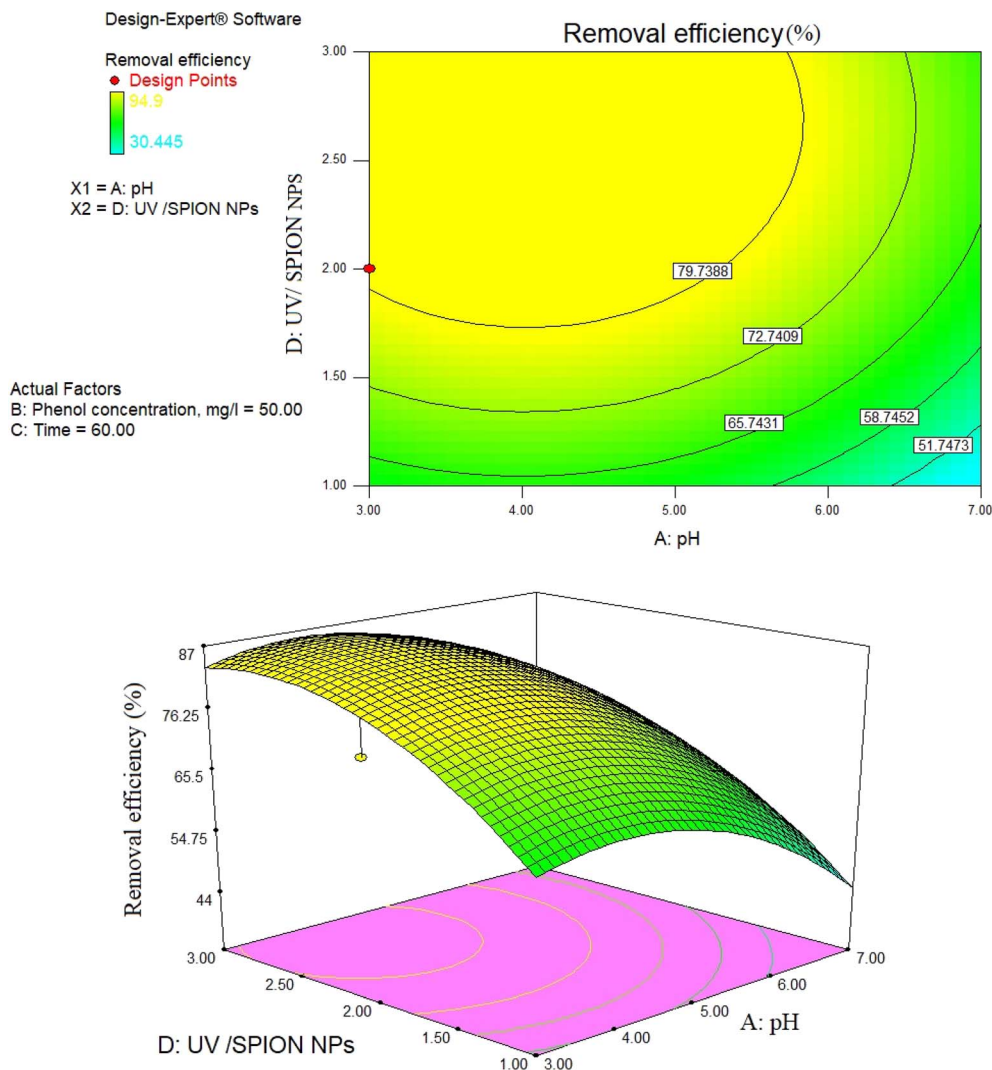 Design-Expert® Software
Removal efficiency
Design Points
94.9
30.445
X1 = A: pH
X2 = D: UV /SPION NPs
Actual Factors
B: Phenol concentration, mg/l = 50.00
C: Time = 60.00
Removal efficiency(%)
3.00
2.50
2.00
1.50
1.00
D: UV/ SPION NPS
79.7388
72.7409
65.7431
58.7452
51.7473
3.00 4.00 5.00 6.00 7.00
A: pH
87
76.25
65.5
54.75
44
Removal efficiency (%)
3.00
2.50
2.00
1.50
1.00
D: UV /SPION NPs
3.00
4.00
5.00
6.00
7.00
A: pH